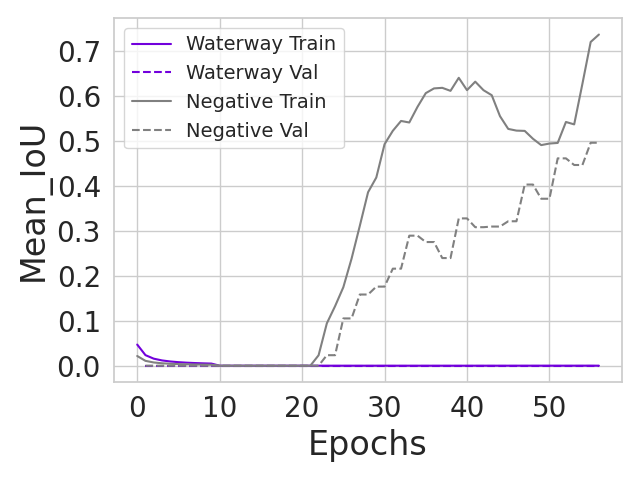 Waterway Train
Waterway Val
Negative Train
Negative Val
Mean_IoU
0.7
0.6
0.5
0.4
0.3
0.2
0.1
0.0
0 10 20 30 40 50
Epochs